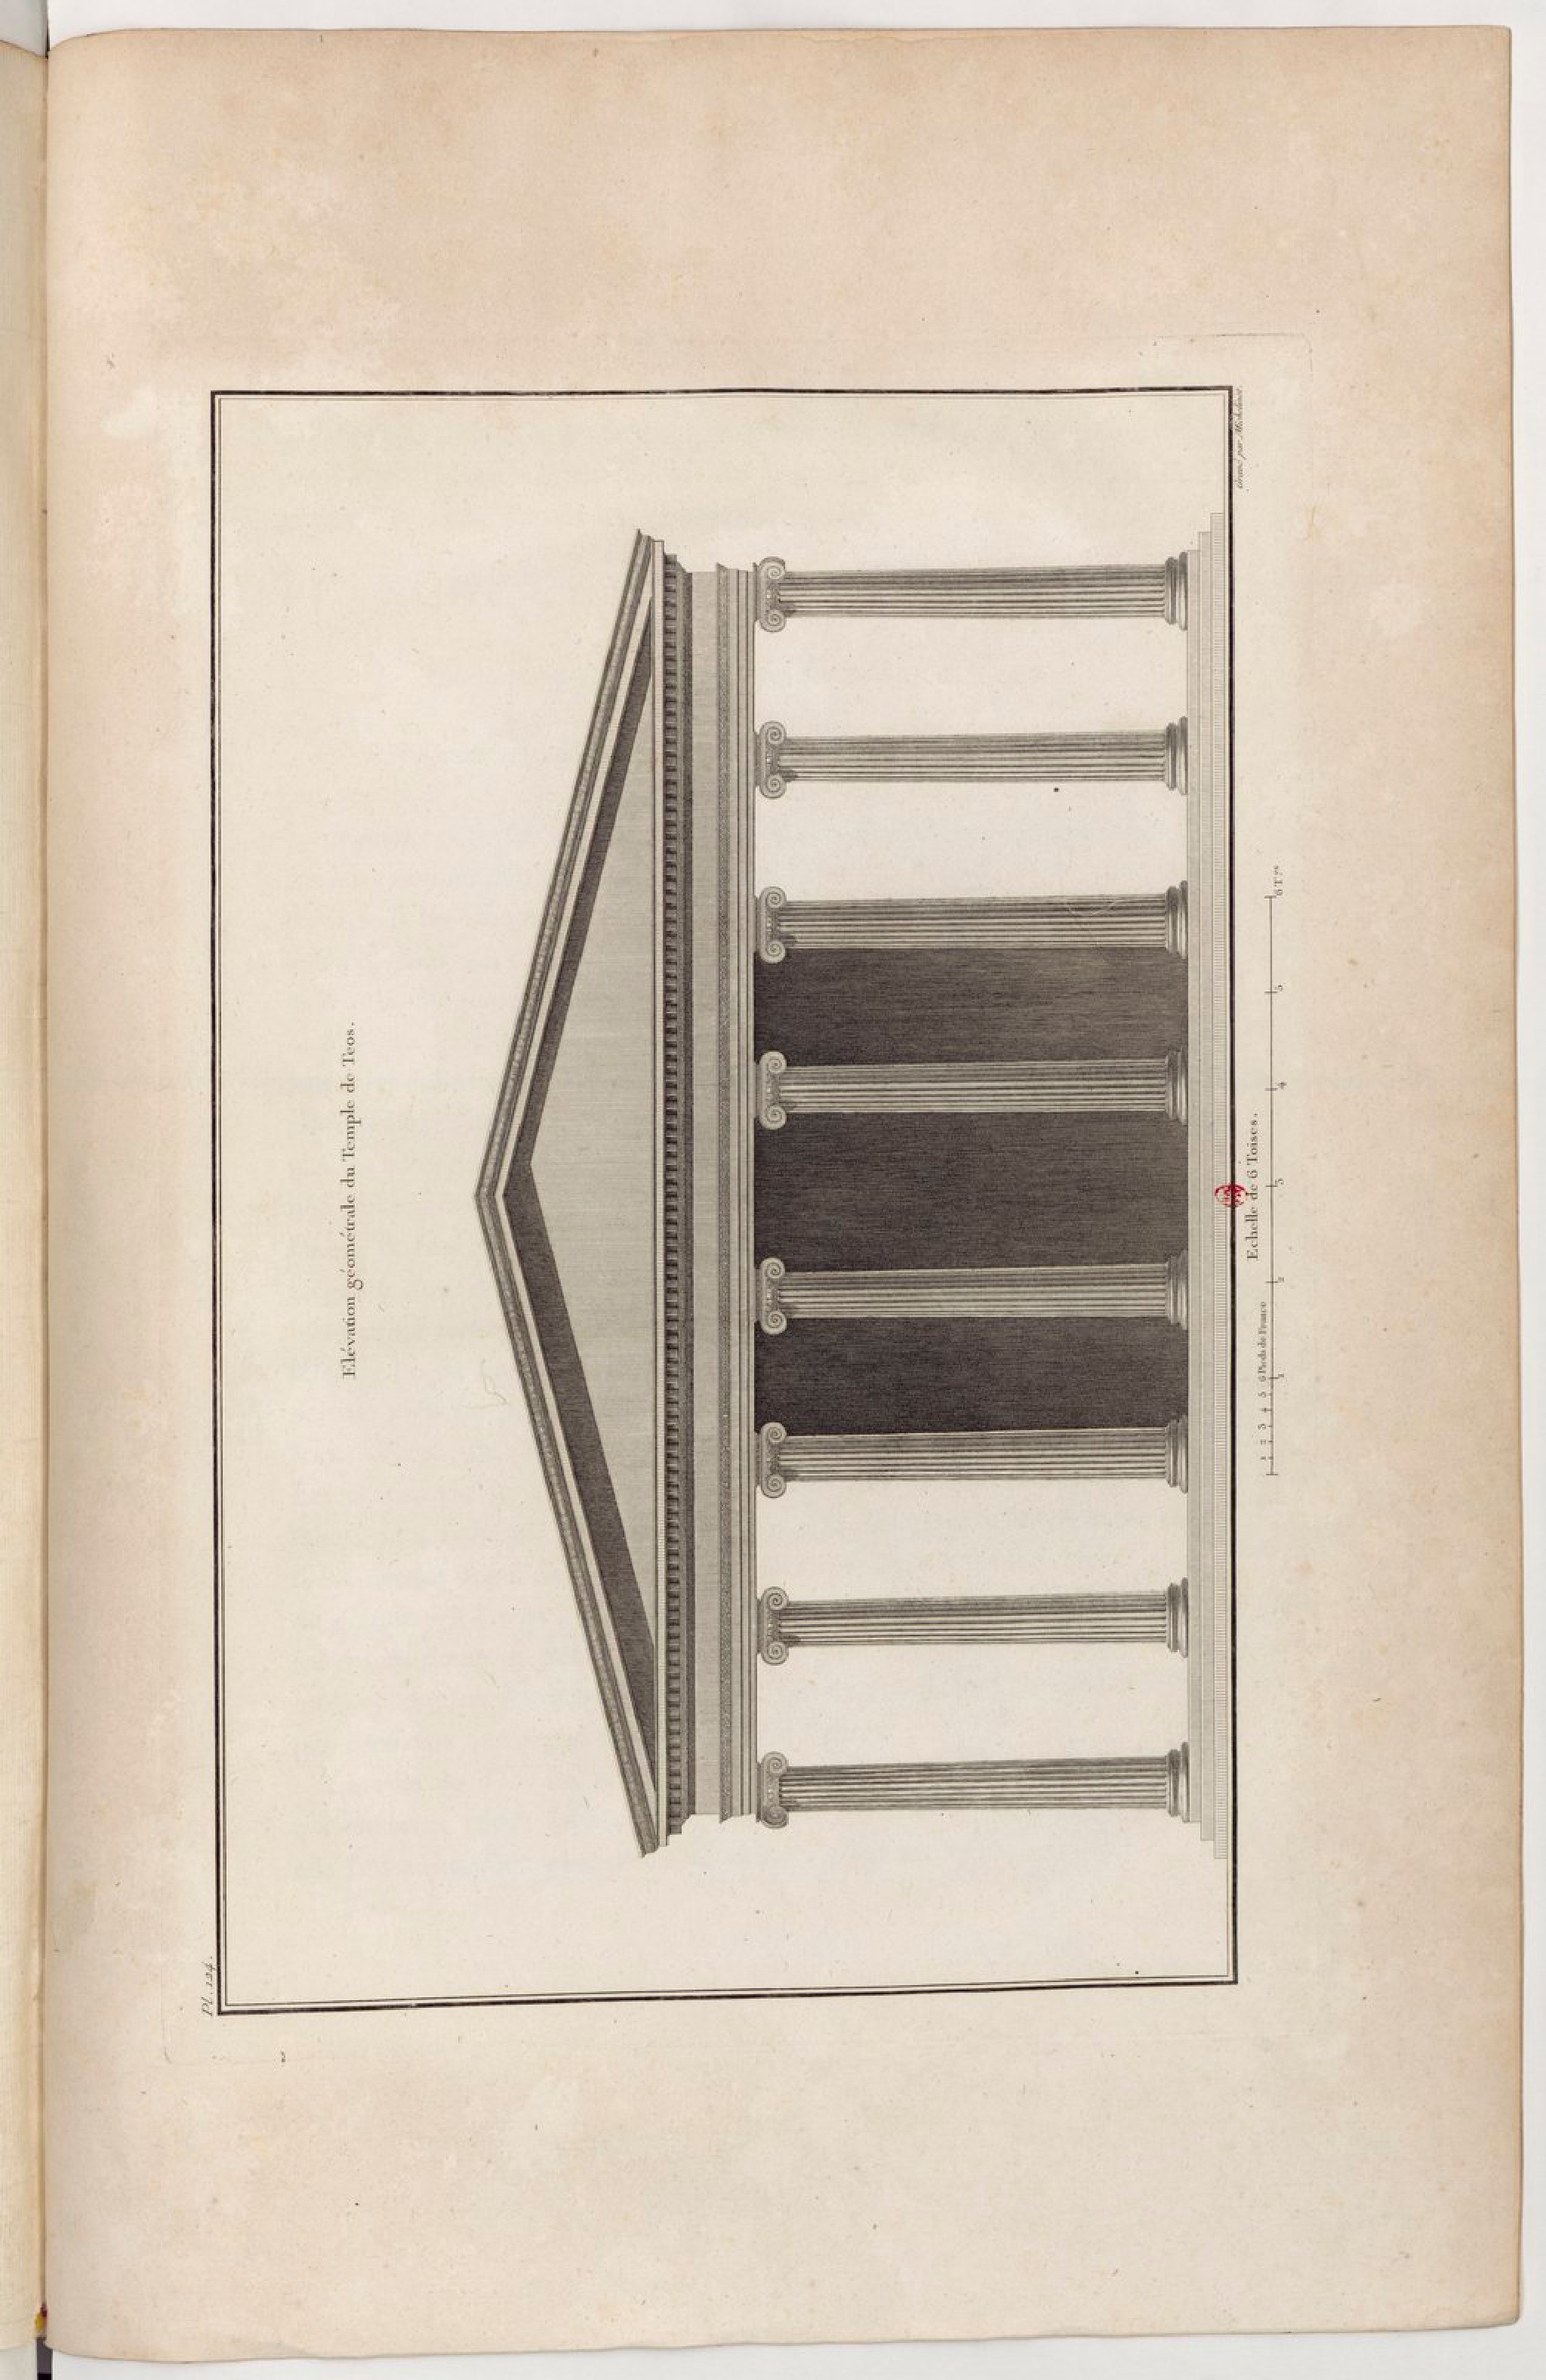 Pl. 124.
Elévation géométrale du Temple de Teos.
Gravé par Michelinot.
Echelle de 6 Toises.
1 2 3 4 5 6 Pieds de France
1 2 3 4 5 6 T.ses